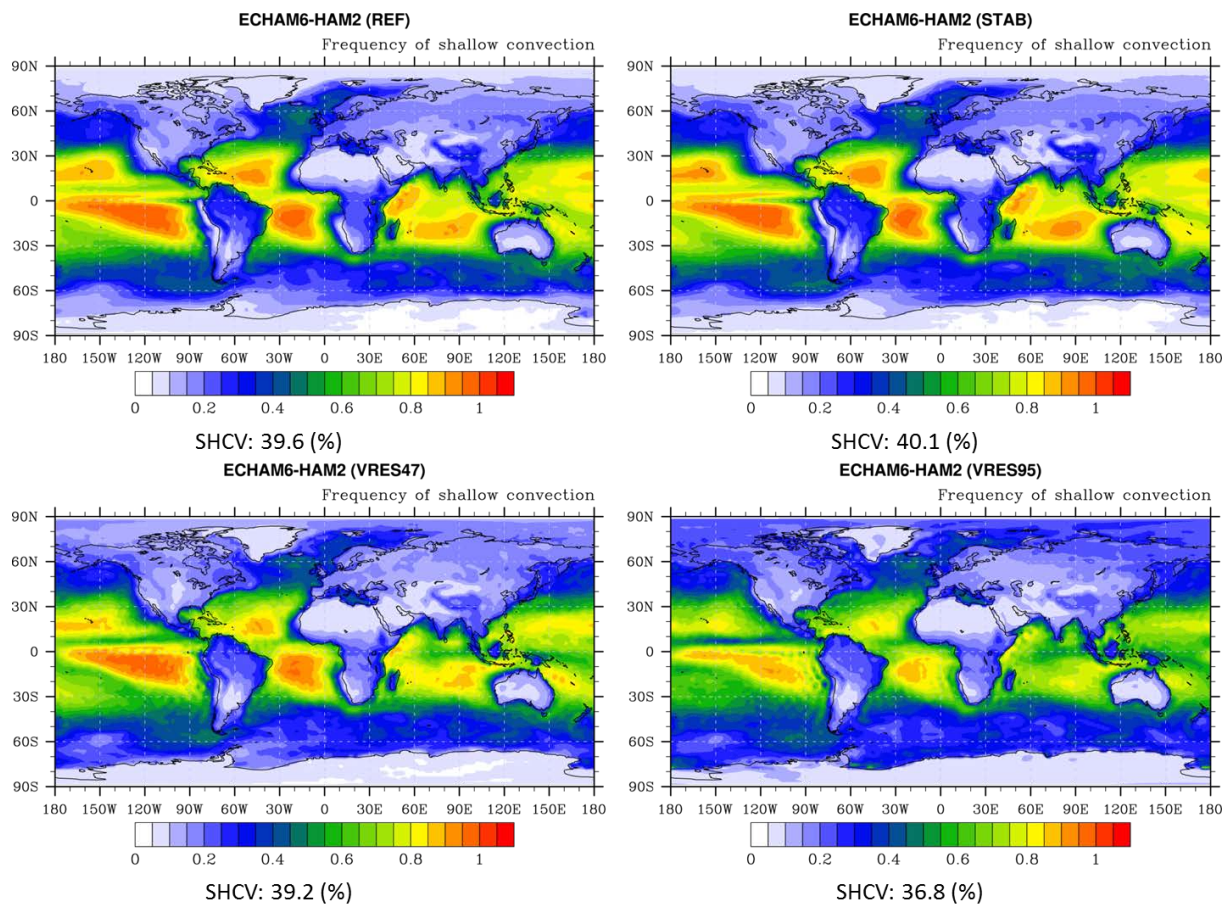 ECHAM6-HAM2 (REF)
Frequency of shallow convection
90N
60N
30N
0
30S
60S
90S
180 150W 120W 90W 60W 30W 0 30E 60E 90E 120E 150E 180
0 0.2 0.4 0.6 0.8 1
SHCV: 39.6 (%)
ECHAM6-HAM2 (STAB)
Frequency of shallow convection
90N
60N
30N
0
30S
60S
90S
180 150W 120W 90W 60W 30W 0 30E 60E 90E 120E 150E 180
0 0.2 0.4 0.6 0.8 1
SHCV: 40.1 (%)
ECHAM6-HAM2 (VRES47)
Frequency of shallow convection
90N
60N
30N
0
30S
60S
90S
180 150W 120W 90W 60W 30W 0 30E 60E 90E 120E 150E 180
0 0.2 0.4 0.6 0.8 1
SHCV: 39.2 (%)
ECHAM6-HAM2 (VRES95)
Frequency of shallow convection
90N
60N
30N
0
30S
60S
90S
180 150W 120W 90W 60W 30W 0 30E 60E 90E 120E 150E 180
0 0.2 0.4 0.6 0.8 1
SHCV: 36.8 (%)